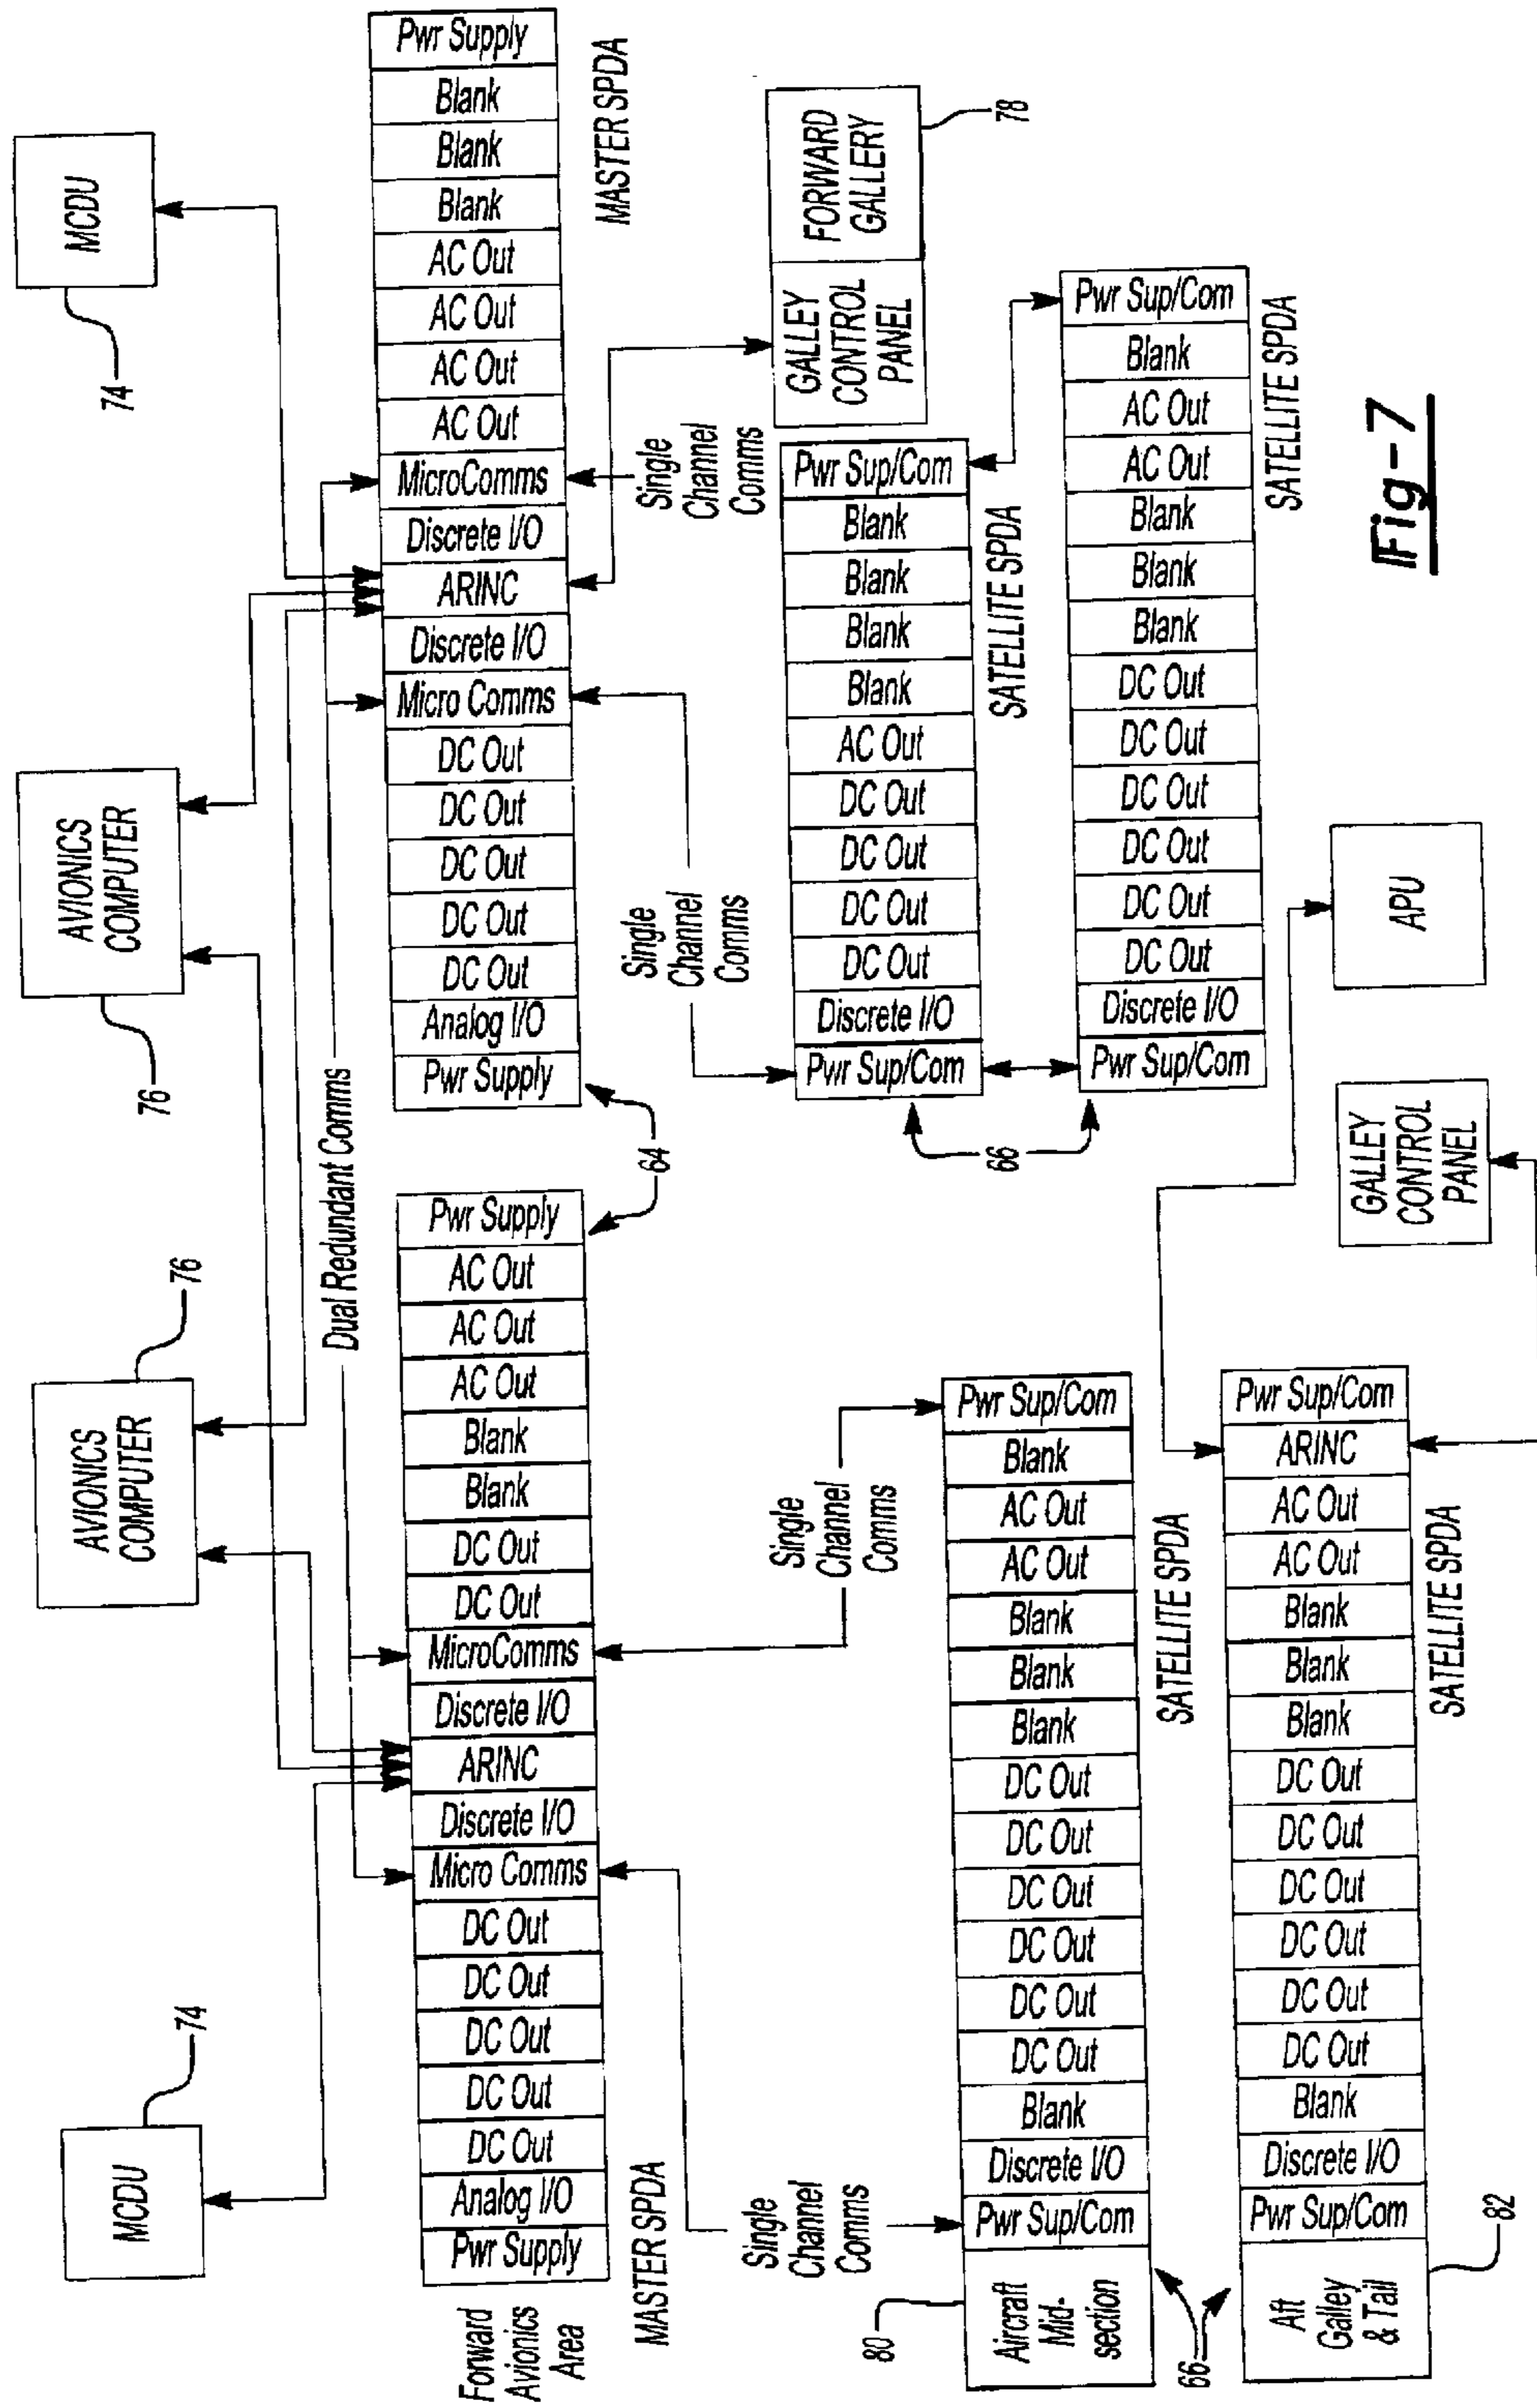 MCDU
74
AVIONICS
COMPUTER
76
AVIONICS
COMPUTER
76
MCDU
74
Dual Redundant Comms
Pwr Supply
Blank
Blank
Blank
AC Out
AC Out
AC Out
AC Out
MicroComms
Discrete I/O
ARINC
Discrete I/O
Micro Comms
DC Out
DC Out
DC Out
DC Out
DC Out
Analog I/O
Pwr Supply
MASTER SPDA
64
Pwr Supply
AC Out
AC Out
AC Out
Blank
Blank
DC Out
DC Out
MicroComms
Discrete I/O
ARINC
Discrete I/O
Micro Comms
DC Out
DC Out
DC Out
DC Out
DC Out
Analog I/O
Pwr Supply
Forward
Avionics
Area
MASTER SPDA
Single
Channel
Comms
Single
Channel
Comms
Single
Channel
Comms
Single
Channel
Comms
GALLEY
CONTROL
PANEL
FORWARD
GALLERY
78
Pwr Sup/Com
Blank
Blank
Blank
Blank
AC Out
DC Out
DC Out
DC Out
DC Out
Discrete I/O
Pwr Sup/Com
SATELLITE SPDA
Pwr Sup/Com
Blank
AC Out
AC Out
Blank
Blank
Blank
DC Out
DC Out
DC Out
DC Out
DC Out
DC Out
Discrete I/O
Pwr Sup/Com
SATELLITE SPDA
66
APU
GALLEY
CONTROL
PANEL
Pwr Sup/Com
Blank
AC Out
AC Out
Blank
Blank
Blank
DC Out
DC Out
DC Out
DC Out
DC Out
DC Out
Blank
Discrete I/O
Pwr Sup/Com
Aircraft
Mid-
section
80
SATELLITE SPDA
Pwr Sup/Com
ARINC
AC Out
AC Out
Blank
Blank
Blank
DC Out
DC Out
DC Out
DC Out
DC Out
DC Out
Blank
Discrete I/O
Pwr Sup/Com
Aft
Galley
& Tail
82
SATELLITE SPDA
66
Fig-7